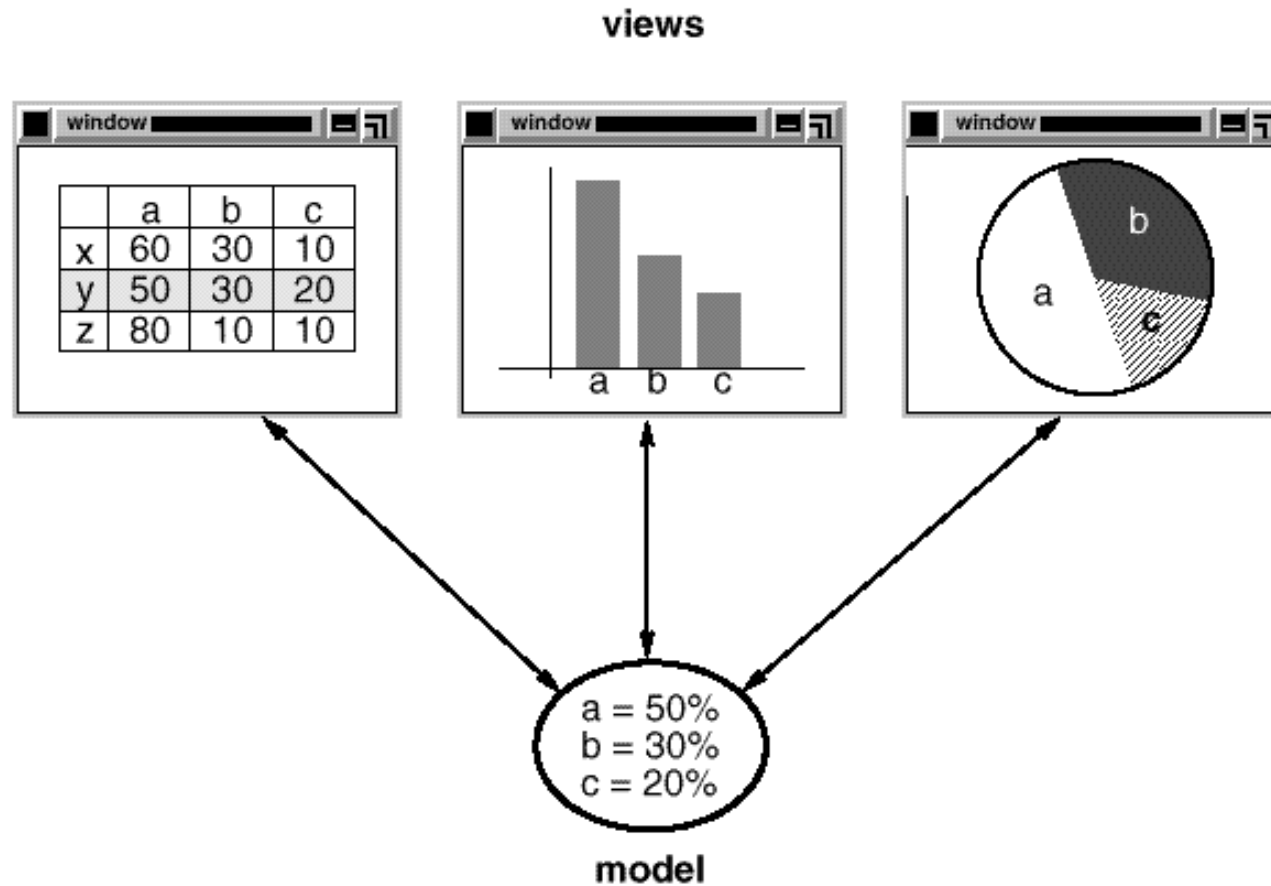 views
window
a b c
x 60 30 10
y 50 30 20
z 80 10 10
window
a b c
window
b
a
c
a = 50%
b = 30%
c = 20%
model